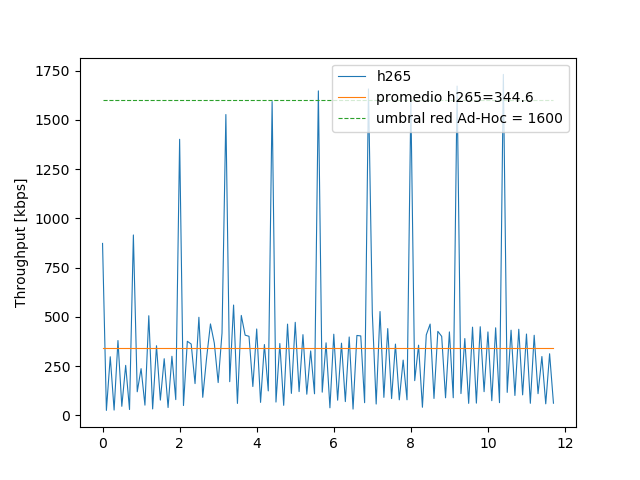 h265
promedio h265=344.6
umbral red Ad-Hoc = 1600
Throughput [kbps]
1750
1500
1250
1000
750
500
250
0
0 2 4 6 8 10 12